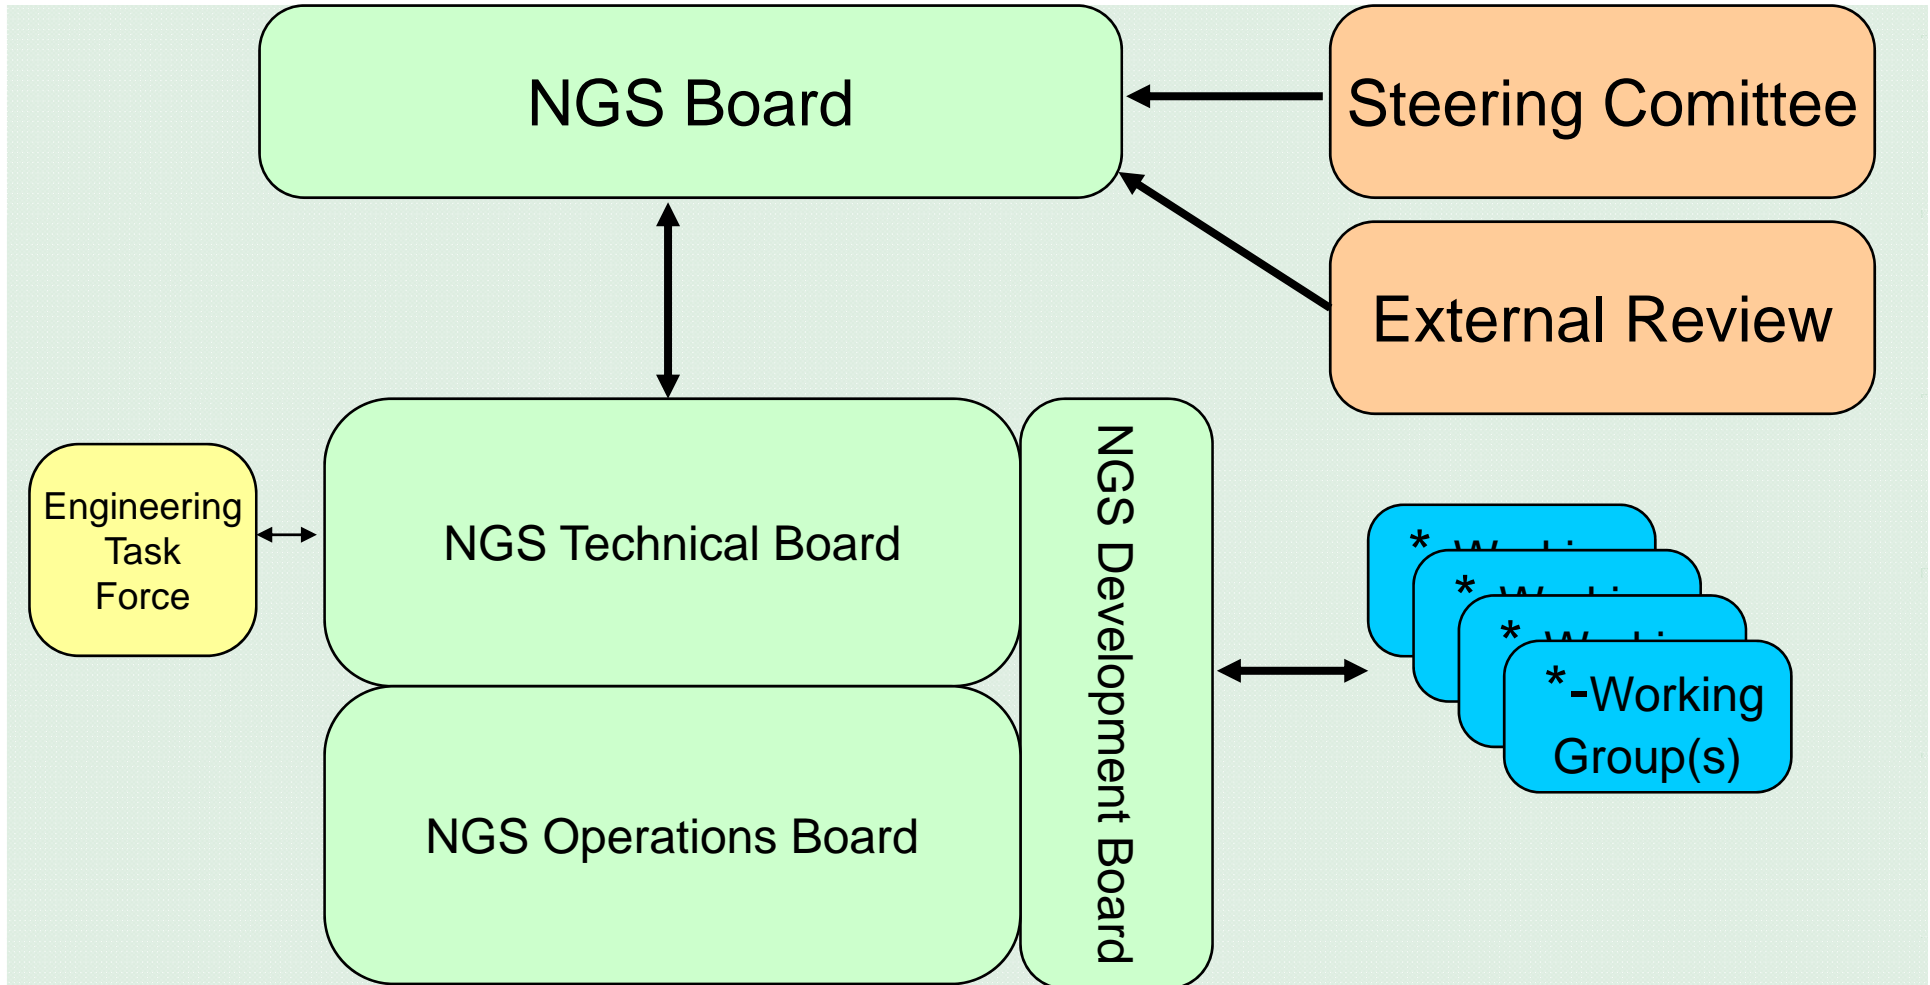 NGS Board
Steering Comittee
External Review
Engineering
Task
Force
NGS Technical Board
NGS Development Board
*
*
*
*-Working
Group(s)
NGS Operations Board